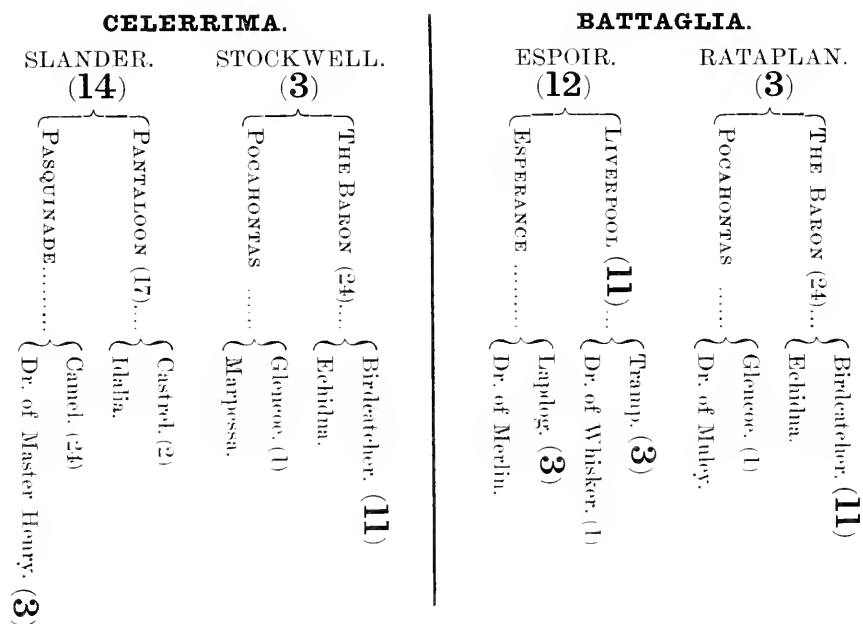 CELERRIMA.
SLANDER. STOCKWELL.
(14) (3)
PASQUINADE.........
PANTALOON (17)....
POCAHONTAS ......
THE BARON (24)....
Dr. of Master Henry. (3)
Camel. (24)
Idalia.
Castrel. (2)
Marpessa.
Glencoe. (1)
Echidna.
Birdcatcher. (11)
BATTAGLIA.
ESPOIR. RATAPLAN.
(12) (3)
ESPERANCE .........
LIVERPOOL (11)...
POCAHONTAS ......
THE BARON (24)...
Dr. of Merlin.
Lapdog. (3)
Dr. of Whisker. (1)
Tramp. (3)
Dr. of Muley.
Glencoe. (1)
Echidna.
Birdcatcher. (11)